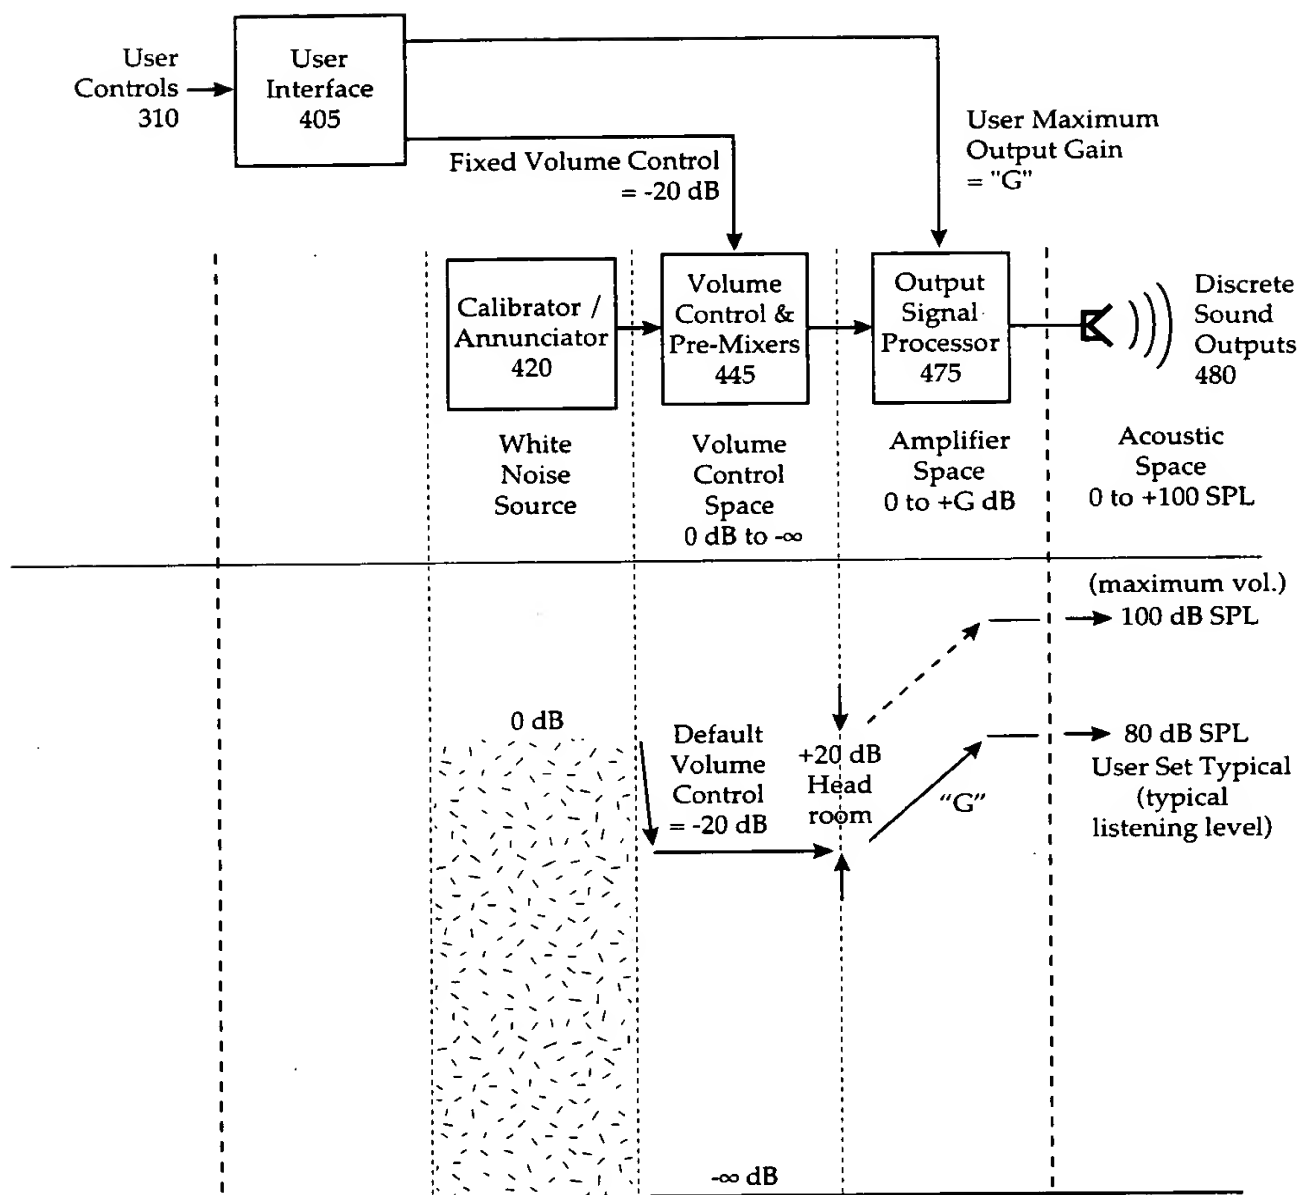 User
Controls
310
User
Interface
405
Fixed Volume Control
= -20 dB
User Maximum
Output Gain
= "G"
Calibrator /
Annunciator
420
Volume
Control &
Pre-Mixers
445
Output
Signal
Processor
475
Discrete
Sound
Outputs
480
White
Noise
Source
Volume
Control
Space
0 dB to -∞
Amplifier
Space
0 to +G dB
Acoustic
Space
0 to +100 SPL
(maximum vol.)
100 dB SPL
0 dB
Default
Volume
Control
= -20 dB
+20 dB
Head
room
"G"
80 dB SPL
User Set Typical
(typical
listening level)
-∞ dB